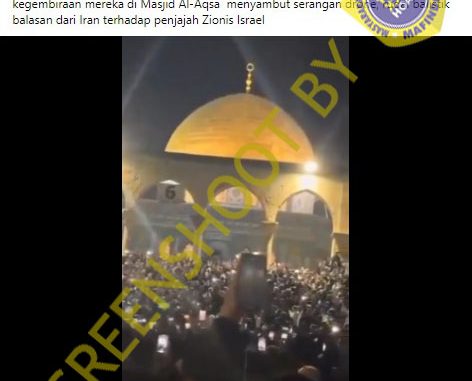 kegembiraan mereka di Masjid Al-Aqsa menyambut serangan drone, balistik
balasan dari Iran terhadap penjajah Zionis Israel
SCREENSHOOT BY
MAFIN